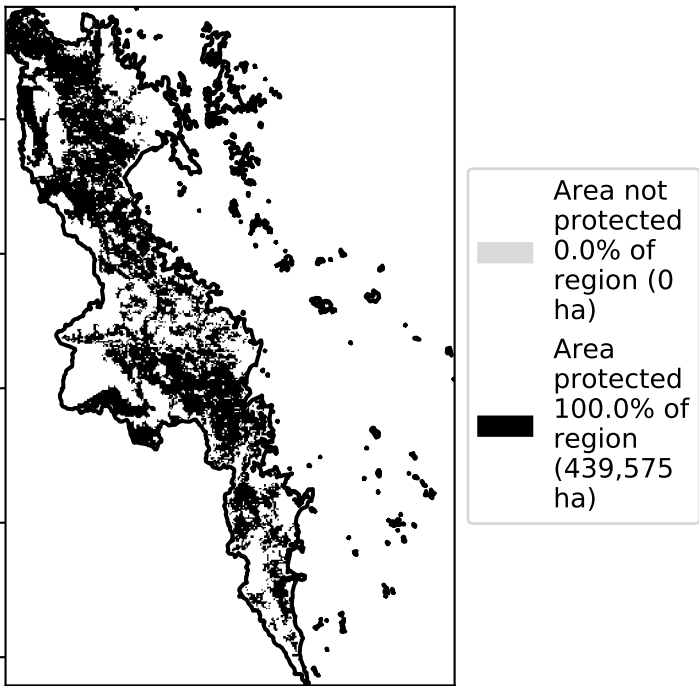 Area not
protected
0.0% of
region (0
ha)
Area
protected
100.0% of
region
(439,575
ha)